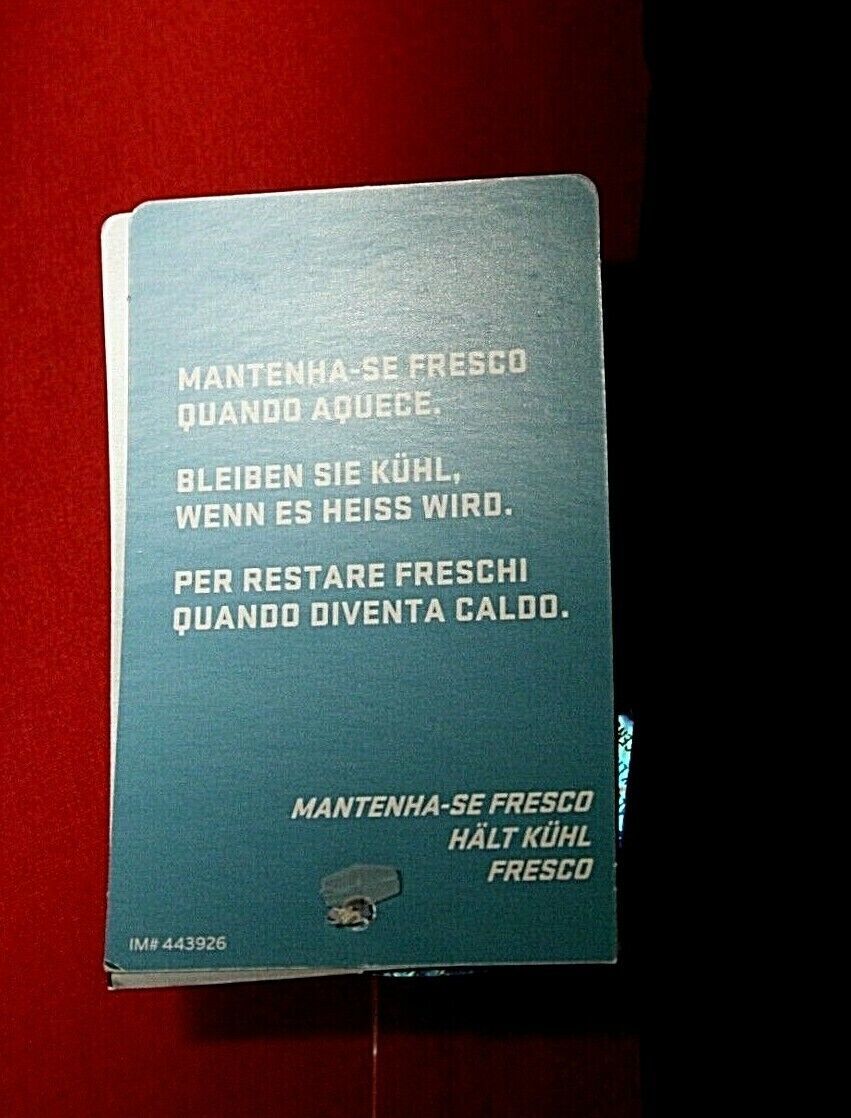 MANTENHA-SE FRESCO
QUANDO AQUECE.
BLEIBEN SIE KÜHL,
WENN ES HEISS WIRD.
PER RESTARE FRESCHI
QUANDO DIVENTA CALDO.
MANTENHA-SE FRESCO
HÄLT KÜHL
FRESCO
IM# 443926